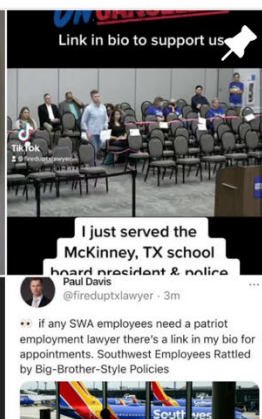 Link in bio to support us
TikTok
@fireduptxlawyer
I just served the
McKinney, TX school
board president & police
Paul Davis
@fireduptxlawyer · 3m
👀 if any SWA employees need a patriot
employment lawyer there's a link in my bio for
appointments. Southwest Employees Rattled
by Big-Brother-Style Policies
Southwes